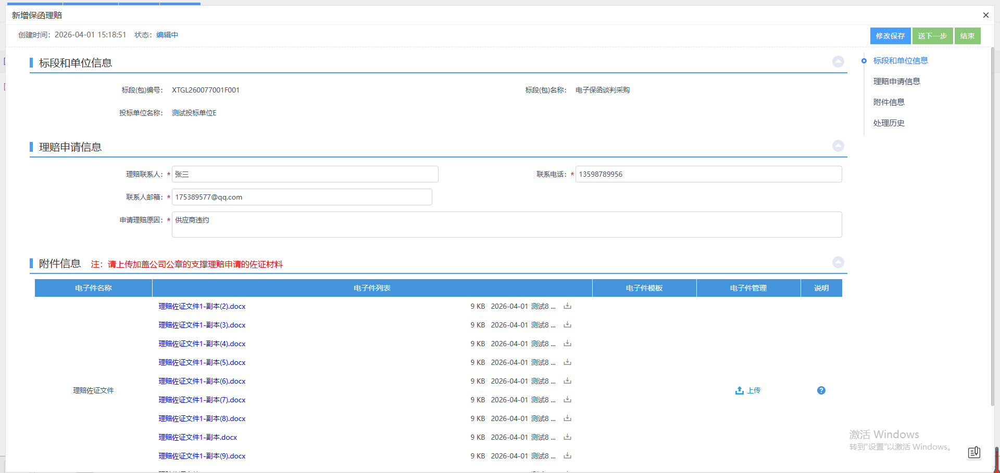 新增保函理赔
创建时间：2026-04-01 15:18:51 状态：编辑中
修改保存 送下一步 结束
标段和单位信息
标段(包)编号： XTGL260077001F001 标段(包)名称： 电子保函谈判采购
投标单位名称： 测试投标单位E
标段和单位信息
理赔申请信息
附件信息
处理历史
理赔申请信息
理赔联系人：* 张三 联系电话：* 13598789956
联系人邮箱：* 175389577@qq.com
申请理赔原因：* 供应商违约
附件信息 注：请上传加盖公司公章的支撑理赔申请的佐证材料
电子件名称 电子件列表 电子件模板 电子件管理 说明
理赔佐证文件1-副本(2).docx 9 KB 2026-04-01 测试8 ...
理赔佐证文件1-副本(3).docx 9 KB 2026-04-01 测试8 ...
理赔佐证文件1-副本(4).docx 9 KB 2026-04-01 测试8 ...
理赔佐证文件1-副本(5).docx 9 KB 2026-04-01 测试8 ...
理赔佐证文件1-副本(6).docx 9 KB 2026-04-01 测试8 ...
理赔佐证文件 上传 ?
理赔佐证文件1-副本(7).docx 9 KB 2026-04-01 测试8 ...
理赔佐证文件1-副本(8).docx 9 KB 2026-04-01 测试8 ...
理赔佐证文件1-副本.docx 9 KB 2026-04-01 测试8 ...
理赔佐证文件1-副本(9).docx 9 KB 2026-04-01 测试8 ...
激活 Windows
转到"设置"以激活 Windows。